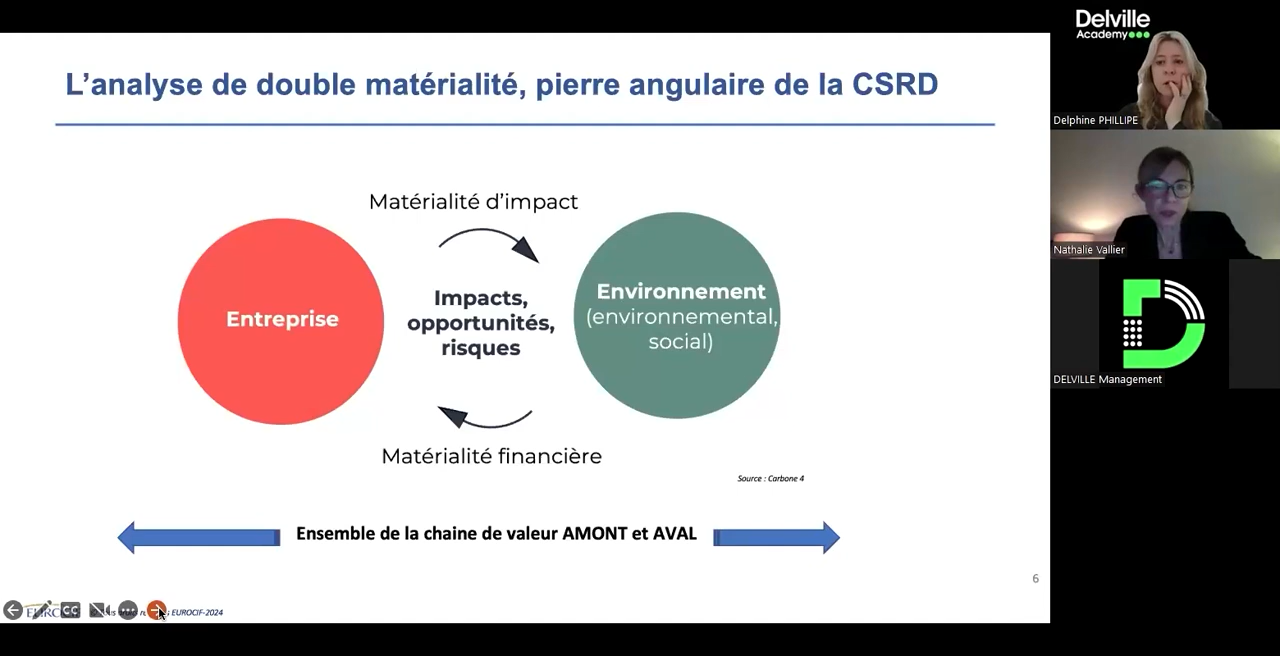 L'analyse de double matérialité, pierre angulaire de la CSRD
Matérialité d'impact
Entreprise
Impacts,
opportunités,
risques
Environnement
(environnemental,
social)
Matérialité financière
Source : Carbone 4
Ensemble de la chaine de valeur AMONT et AVAL
6
EUROCIF-2024
CC
Delville
Academy
Delphine PHILLIPE
Nathalie Vallier
DELVILLE Management